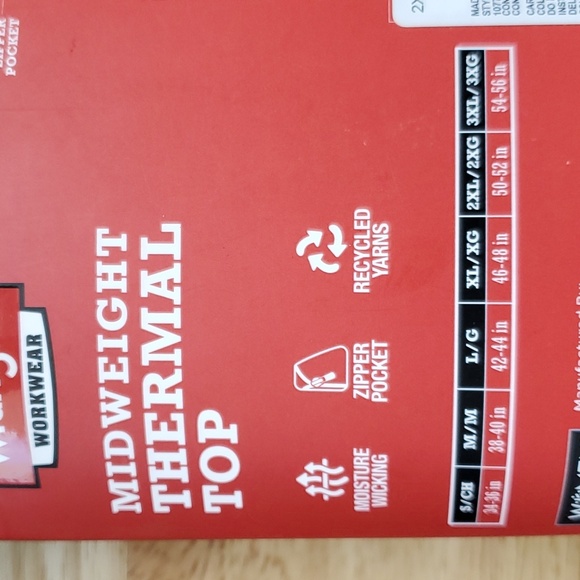 ZIPPER
POCKET
WORKWEAR
MIDWEIGHT
THERMAL
TOP
MOISTURE
WICKING
ZIPPER
POCKET
RECYCLED
YARNS
S/CH M/M L/G XL/XG 2XL/2XG 3XL/3XG
34-36 in 38-40 in 42-44 in 46-48 in 50-52 in 54-56 in